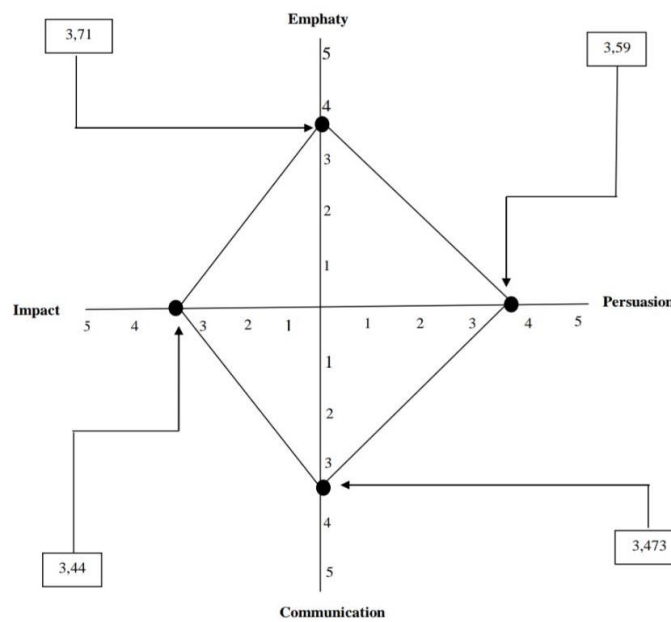 Emphaty
3,71
3,59
5
4
3
2
1
Impact
Persuasion
5 4 3 2 1
1 2 3 4 5
1
2
3
4
5
3,473
3,44
Communication